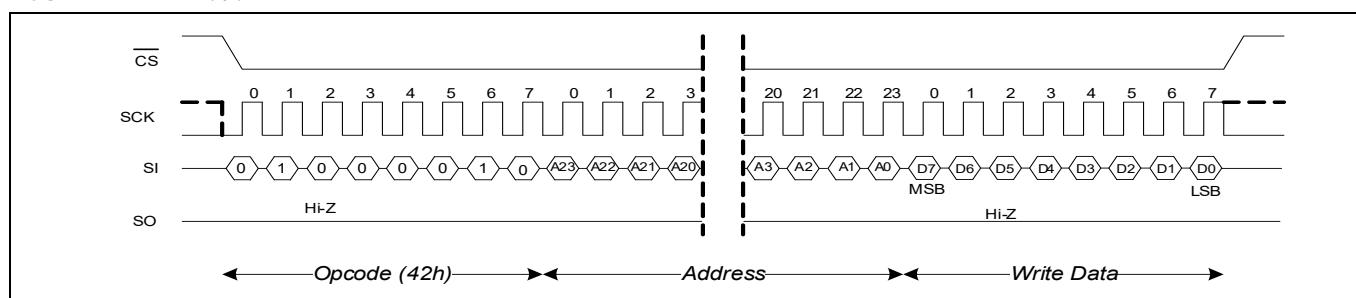 CS
0 1 2 3 4 5 6 7 0 1 2 3 20 21 22 23 0 1 2 3 4 5 6 7
SCK
SI 0 1 0 0 0 0 1 0 A23 A22 A21 A20 A3 A2 A1 A0 D7 D6 D5 D4 D3 D2 D1 D0
MSB LSB
Hi-Z Hi-Z
SO
Opcode (42h) Address Write Data